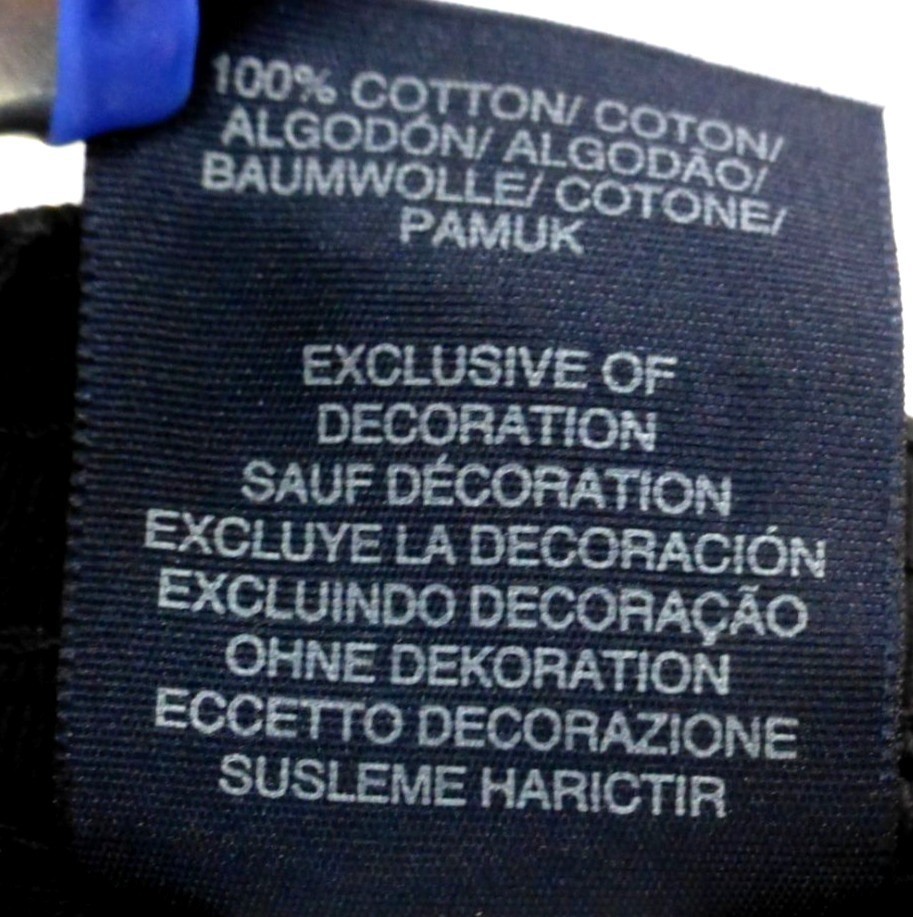 100% COTTON/ COTON/
ALGODÓN/ ALGODÃO/
BAUMWOLLE/ COTONE/
PAMUK
EXCLUSIVE OF
DECORATION
SAUF DÉCORATION
EXCLUYE LA DECORACIÓN
EXCLUINDO DECORAÇÃO
OHNE DEKORATION
ECCETTO DECORAZIONE
SUSLEME HARICTIR